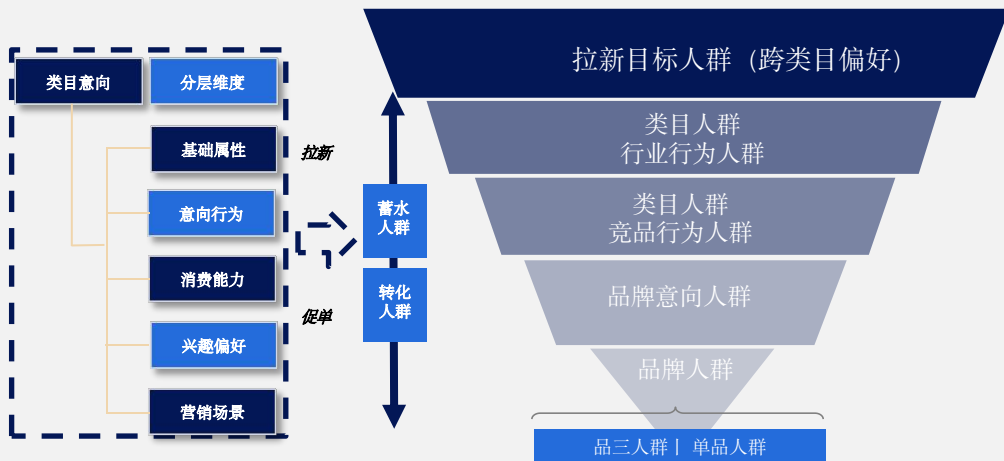 类目意向
分层维度
基础属性
意向行为
消费能力
兴趣偏好
营销场景
拉新
促单
蓄水
人群
转化
人群
拉新目标人群（跨类目偏好）
类目人群
行业行为人群
类目人群
竞品行为人群
品牌意向人群
品牌人群
品三人群丨 单品人群